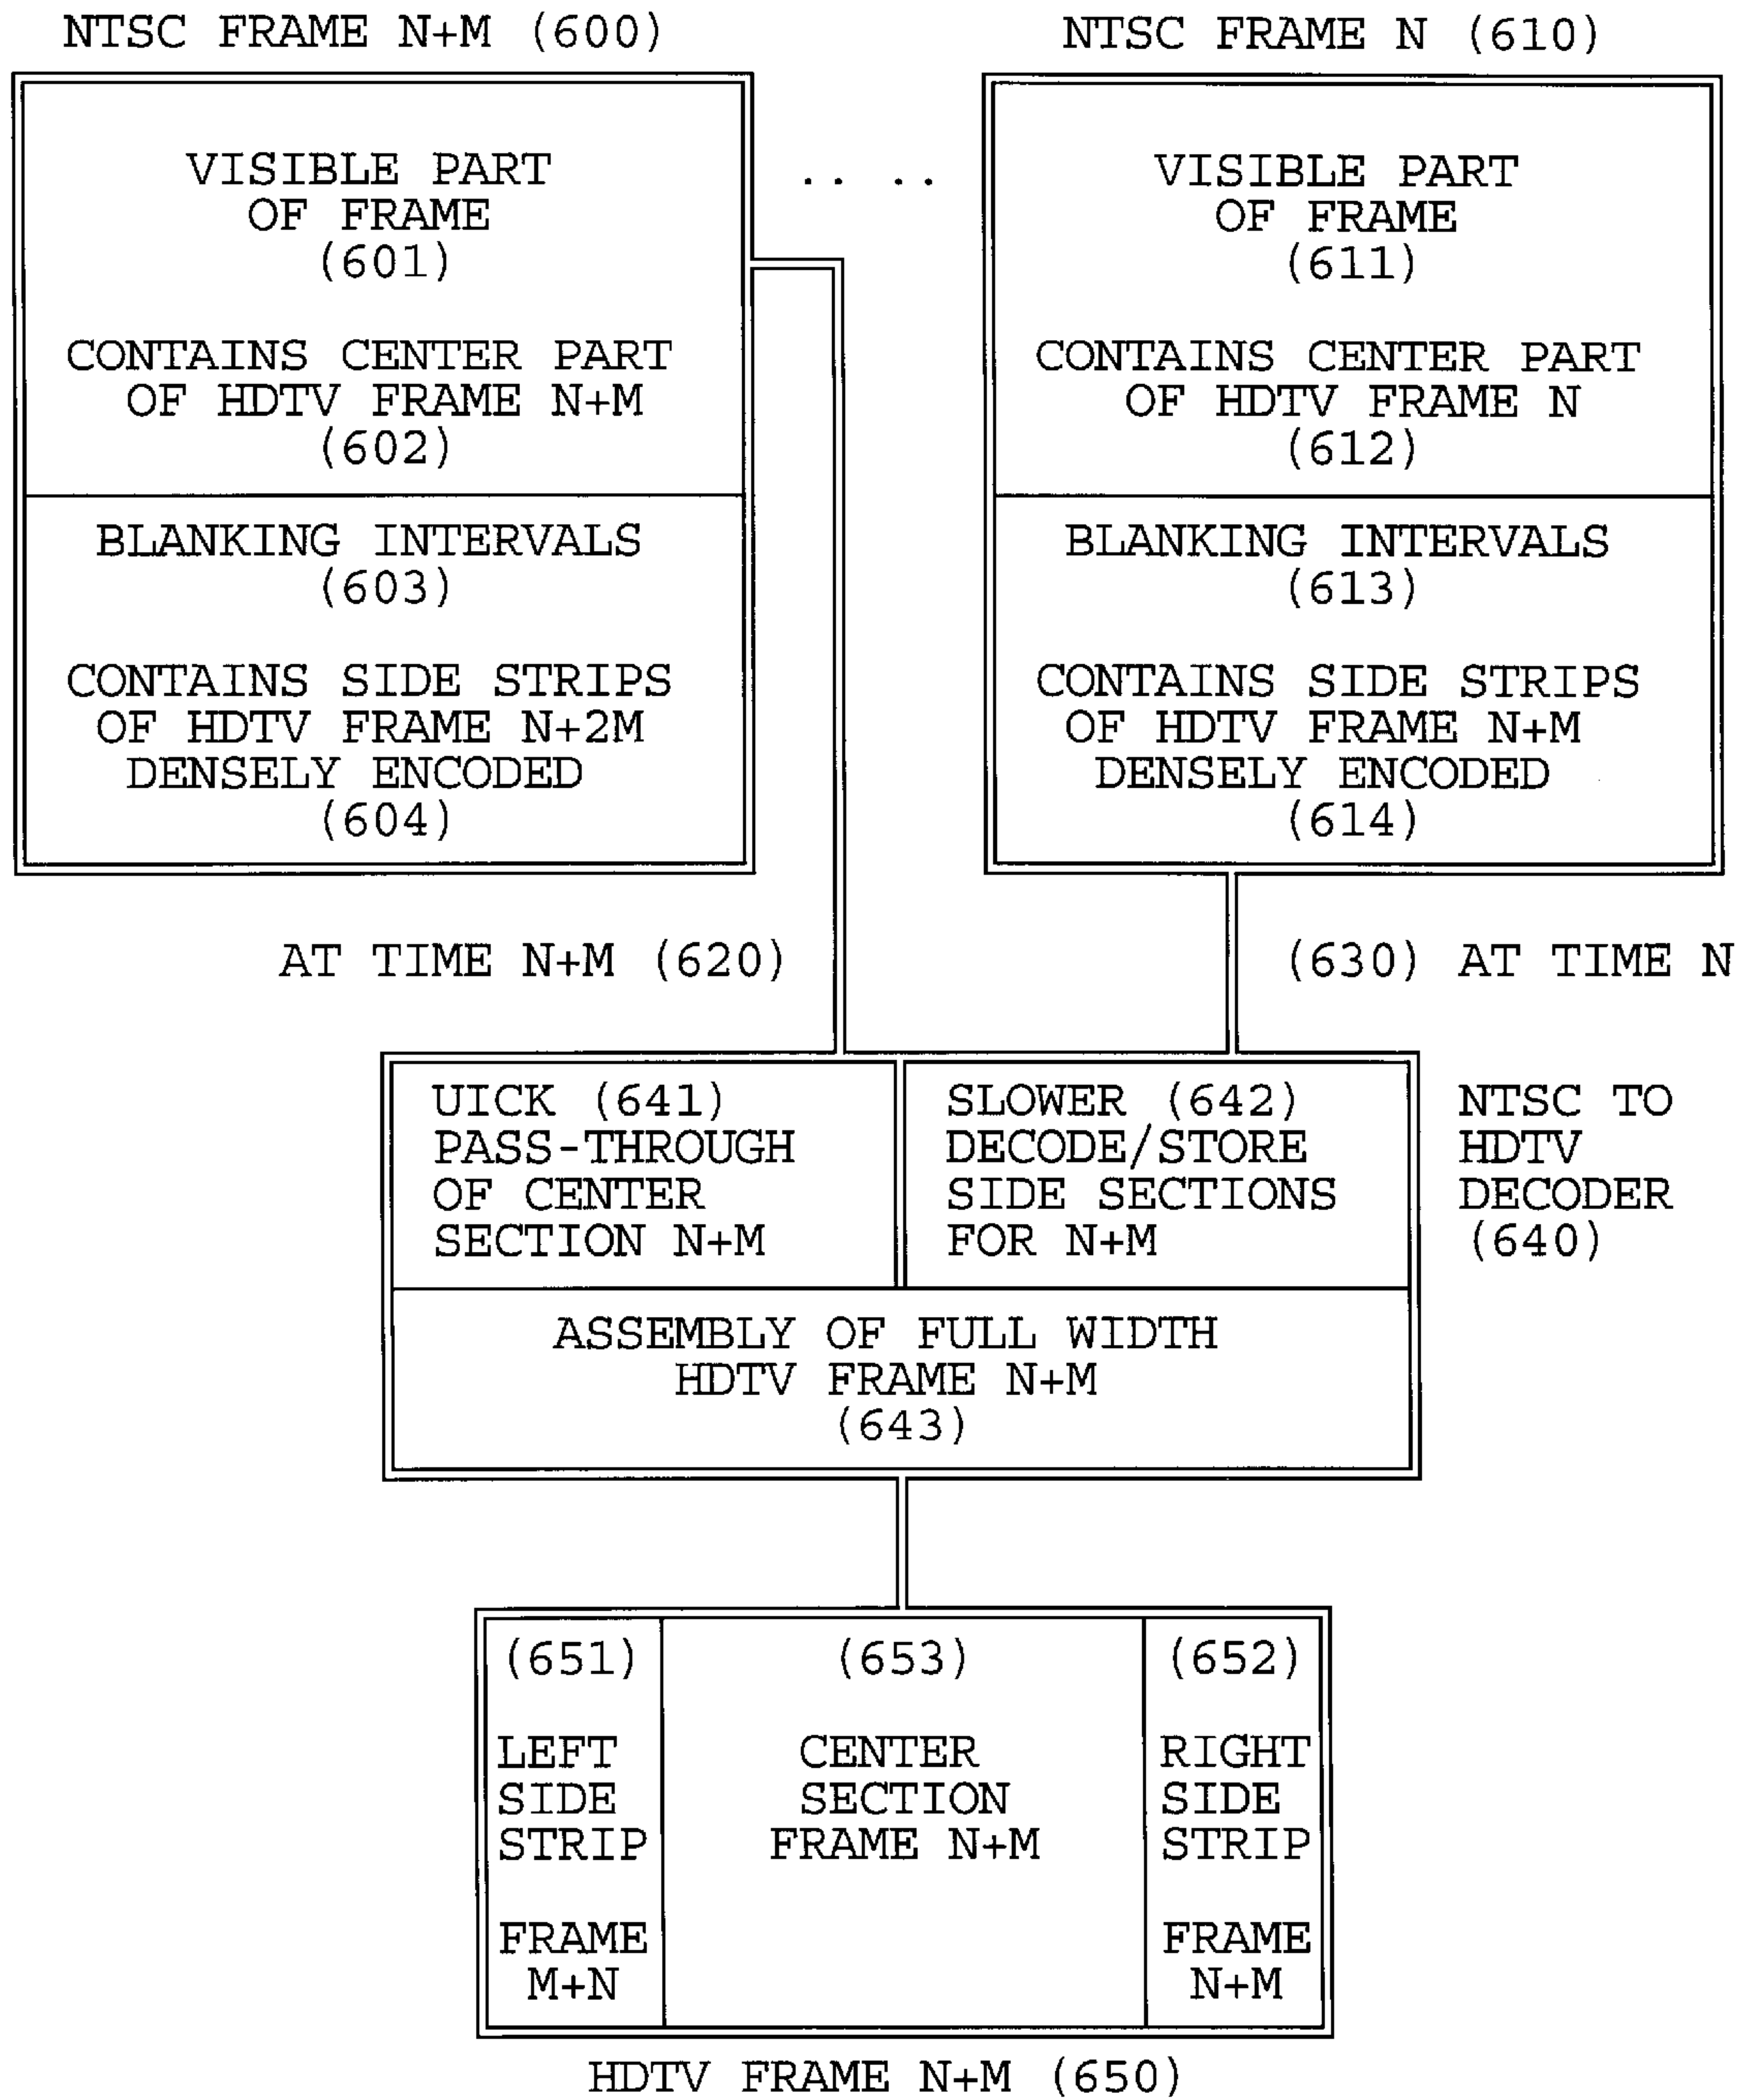 NTSC FRAME N+M (600)
VISIBLE PART
OF FRAME
(601)
CONTAINS CENTER PART
OF HDTV FRAME N+M
(602)
BLANKING INTERVALS
(603)
CONTAINS SIDE STRIPS
OF HDTV FRAME N+2M
DENSELY ENCODED
(604)
.. ..
NTSC FRAME N (610)
VISIBLE PART
OF FRAME
(611)
CONTAINS CENTER PART
OF HDTV FRAME N
(612)
BLANKING INTERVALS
(613)
CONTAINS SIDE STRIPS
OF HDTV FRAME N+M
DENSELY ENCODED
(614)
AT TIME N+M (620)
(630) AT TIME N
UICK (641)
PASS-THROUGH
OF CENTER
SECTION N+M
SLOWER (642)
DECODE/STORE
SIDE SECTIONS
FOR N+M
NTSC TO
HDTV
DECODER
(640)
ASSEMBLY OF FULL WIDTH
HDTV FRAME N+M
(643)
(651)
LEFT
SIDE
STRIP
FRAME
M+N
(653)
CENTER
SECTION
FRAME N+M
(652)
RIGHT
SIDE
STRIP
FRAME
N+M
HDTV FRAME N+M (650)